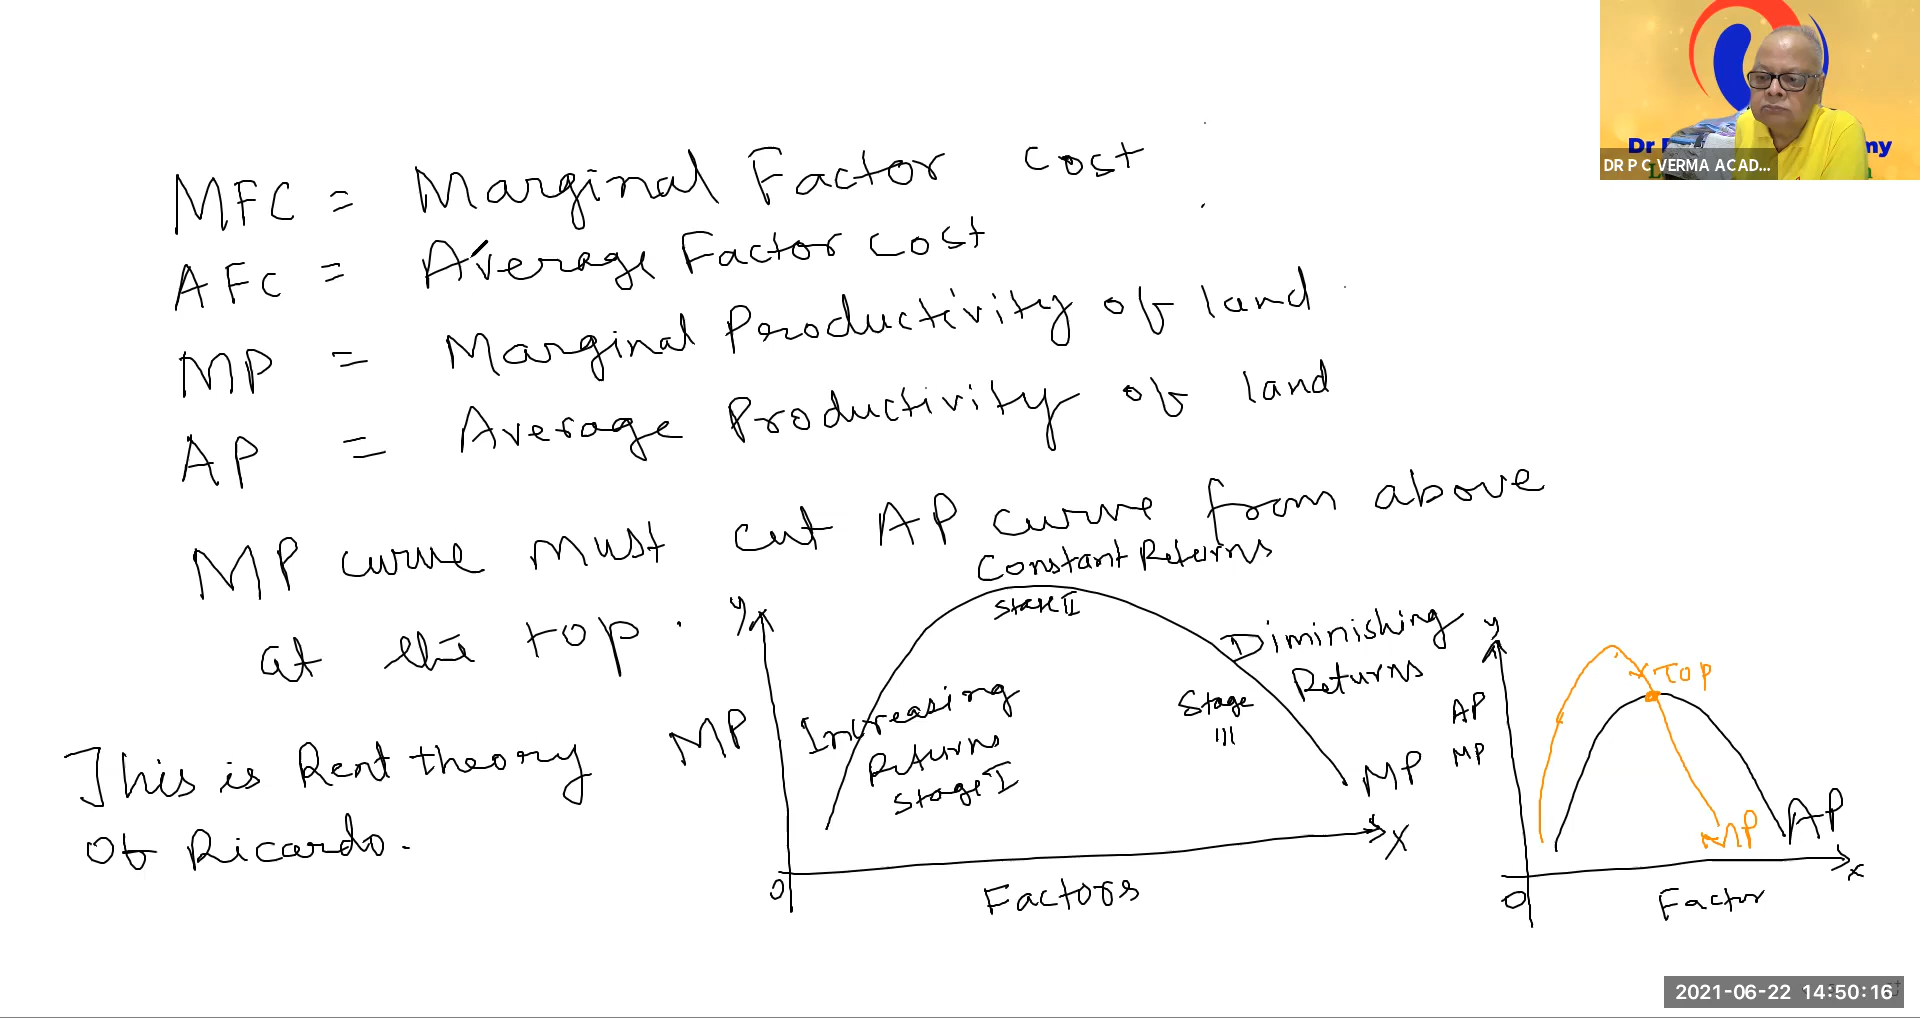 MFC = Marginal Factor cost
AFC = Average Factor cost
MP = Marginal Productivity of land
AP = Average Productivity of land
MP curve must cut AP curve from above
at the top.
This is Rent theory
of Ricardo.
Constant Returns
Stage II
y
MP
Increasing
Returns
Stage I
Diminishing
Returns
Stage
III
MP
X
O
Factors
y
TOP
AP
MP
MP
AP
x
O
Factor
Dr
my
DR P C VERMA ACAD...
2021-06-22 14:50:16